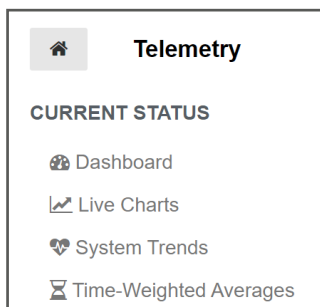 Telemetry
CURRENT STATUS
Dashboard
Live Charts
System Trends
Time-Weighted Averages